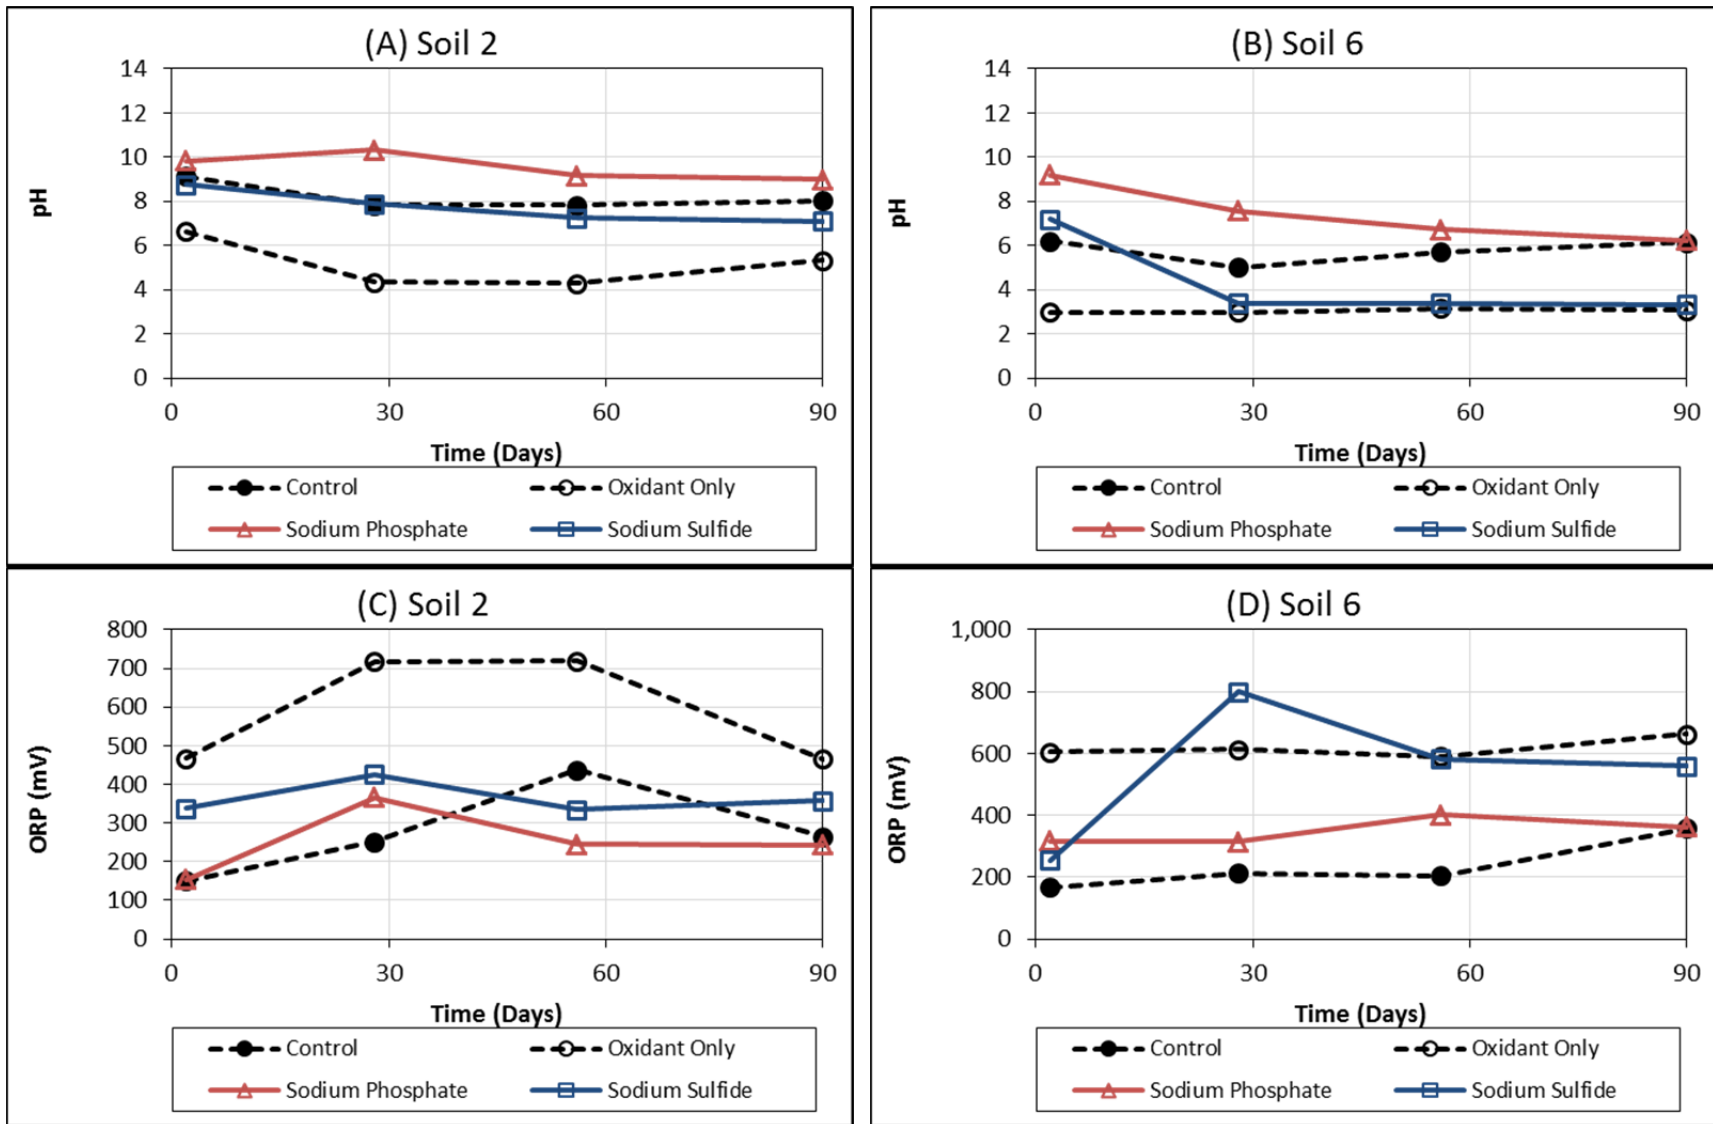 (A) Soil 2
14
12
10
8
6
4
2
0
pH
0 30 60 90
Time (Days)
Control Oxidant Only
Sodium Phosphate Sodium Sulfide
(B) Soil 6
14
12
10
8
6
4
2
0
pH
0 30 60 90
Time (Days)
Control Oxidant Only
Sodium Phosphate Sodium Sulfide
(C) Soil 2
800
700
600
500
400
300
200
100
0
ORP (mV)
0 30 60 90
Time (Days)
Control Oxidant Only
Sodium Phosphate Sodium Sulfide
(D) Soil 6
1,000
800
600
400
200
0
ORP (mV)
0 30 60 90
Time (Days)
Control Oxidant Only
Sodium Phosphate Sodium Sulfide